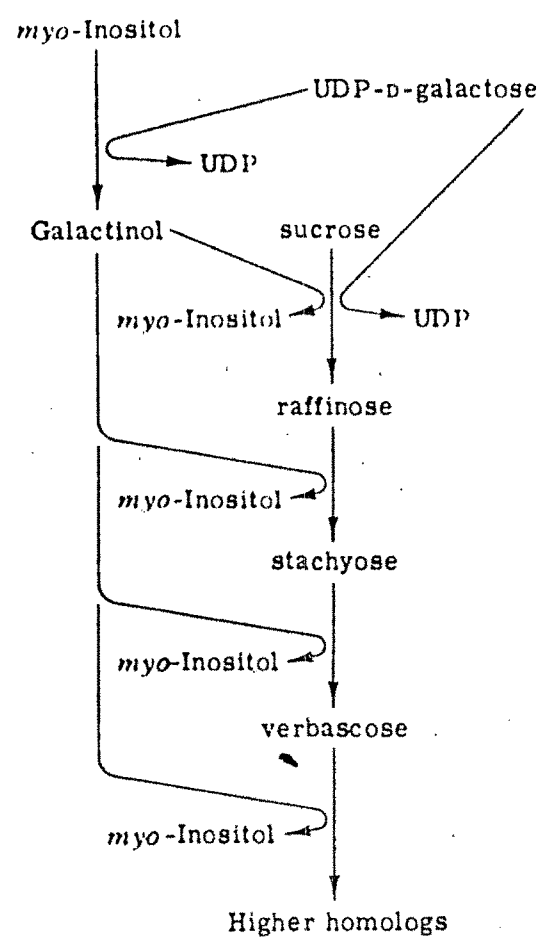 myo-Inositol
UDP-D-galactose
UDP
Galactinol
sucrose
myo-Inositol
UDP
raffinose
myo-Inositol
stachyose
myo-Inositol
verbascose
myo-Inositol
Higher homologs